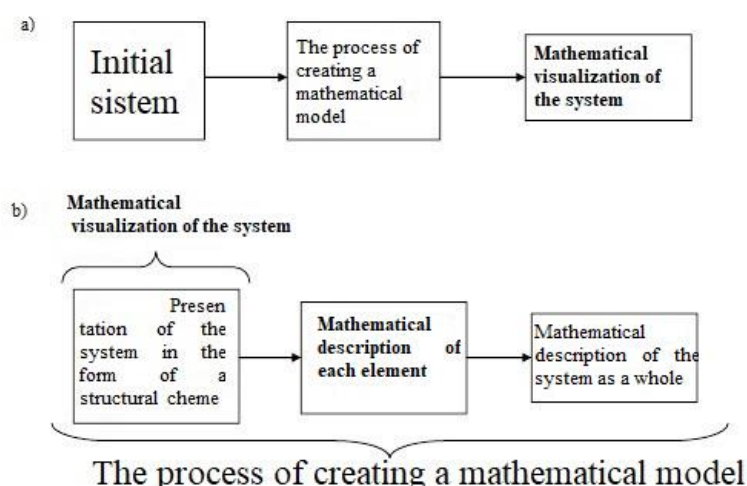 a)
Initial
sistem
The process of
creating a
mathematical
model
Mathematical
visualization of
the system
b)
Mathematical
visualization of the system
Presen
tation of the
system in the
form of a
structural cheme
Mathematical
description of
each element
Mathematical
description of the
system as a whole
The process of creating a mathematical model